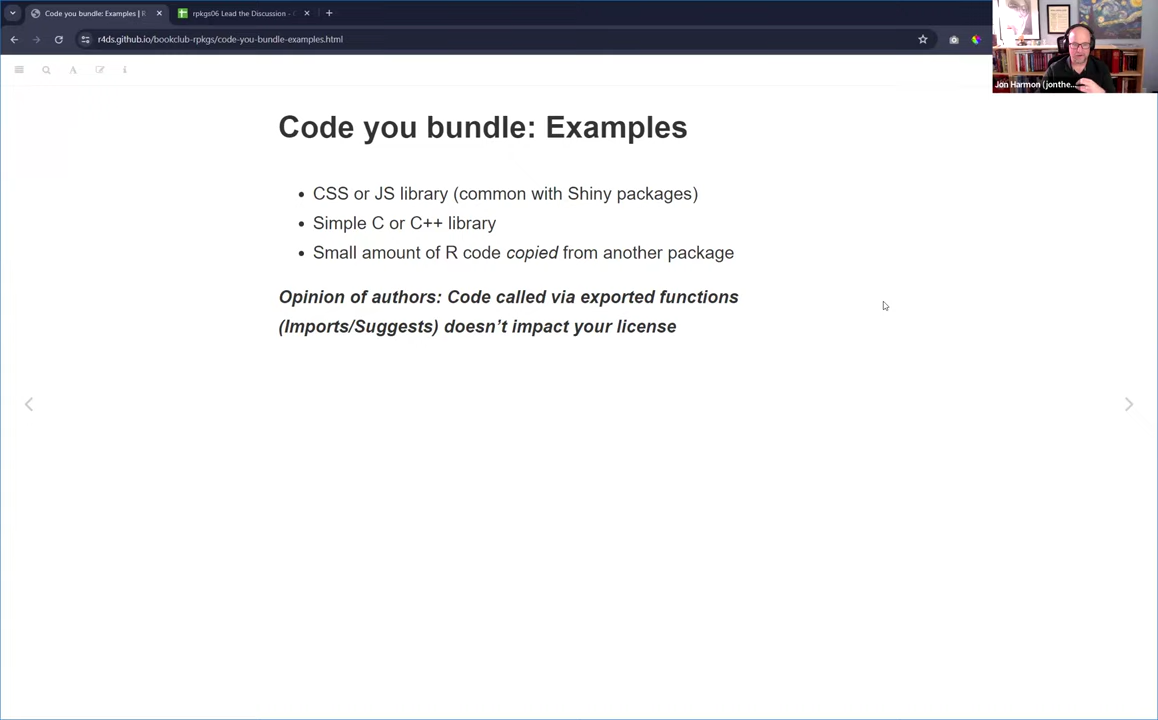 Code you bundle: Examples | R
rpkgs06 Lead the Discussion - G
r4ds.github.io/bookclub-rpkgs/code-you-bundle-examples.html
Jon Harmon (jonthe...
Code you bundle: Examples
CSS or JS library (common with Shiny packages)
Simple C or C++ library
Small amount of R code copied from another package
Opinion of authors: Code called via exported functions
(Imports/Suggests) doesn't impact your license